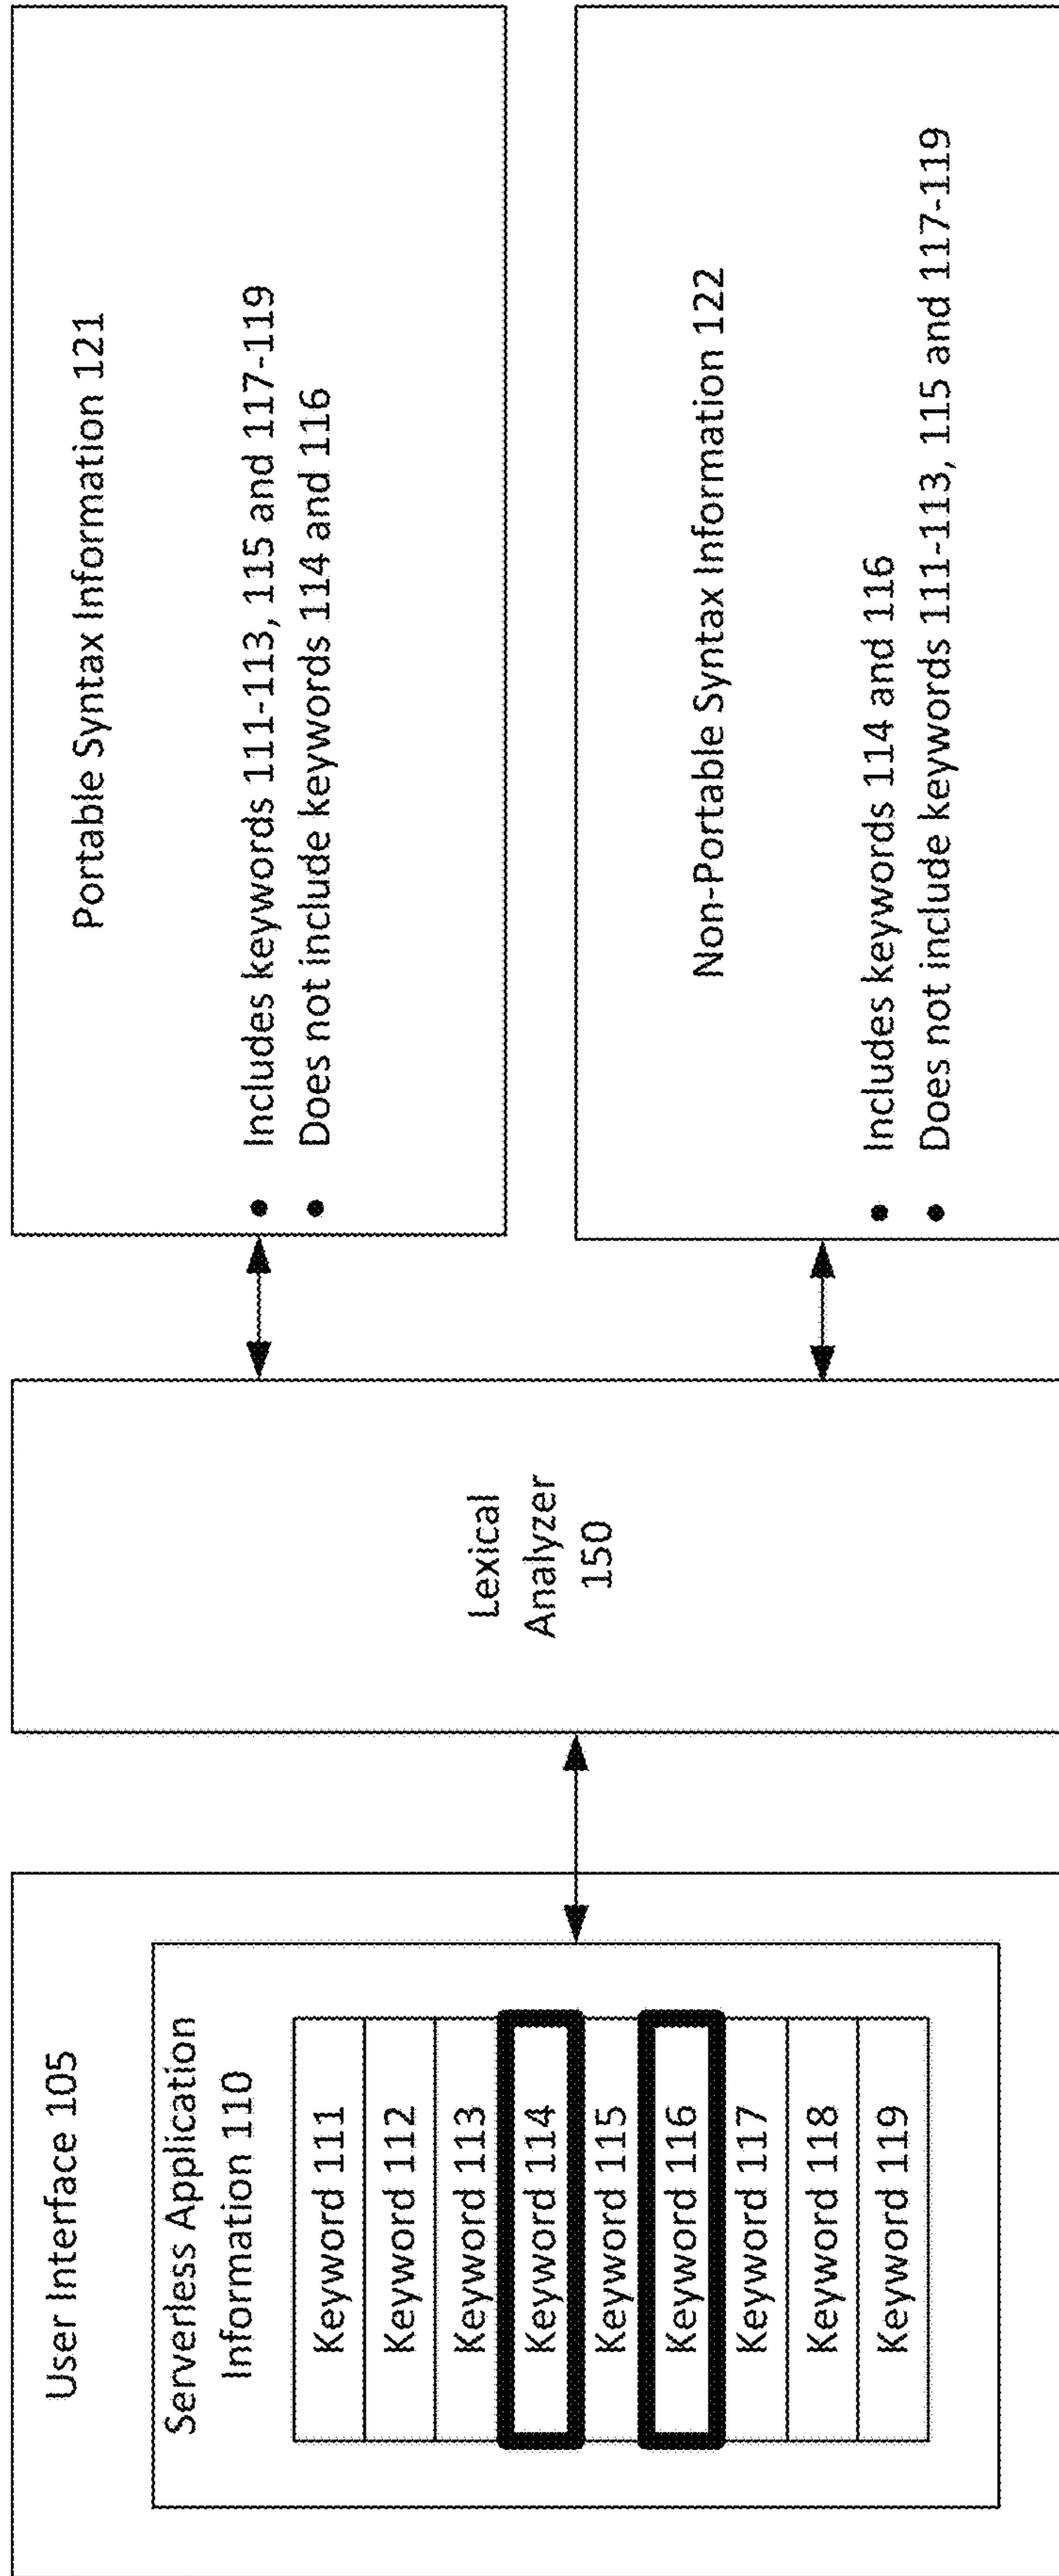 User Interface 105
Serverless Application
Information 110
Keyword 111
Keyword 112
Keyword 113
Keyword 114
Keyword 115
Keyword 116
Keyword 117
Keyword 118
Keyword 119
Lexical
Analyzer
150
Portable Syntax Information 121
• Includes keywords 111-113, 115 and 117-119
• Does not include keywords 114 and 116
Non-Portable Syntax Information 122
• Includes keywords 114 and 116
• Does not include keywords 111-113, 115 and 117-119